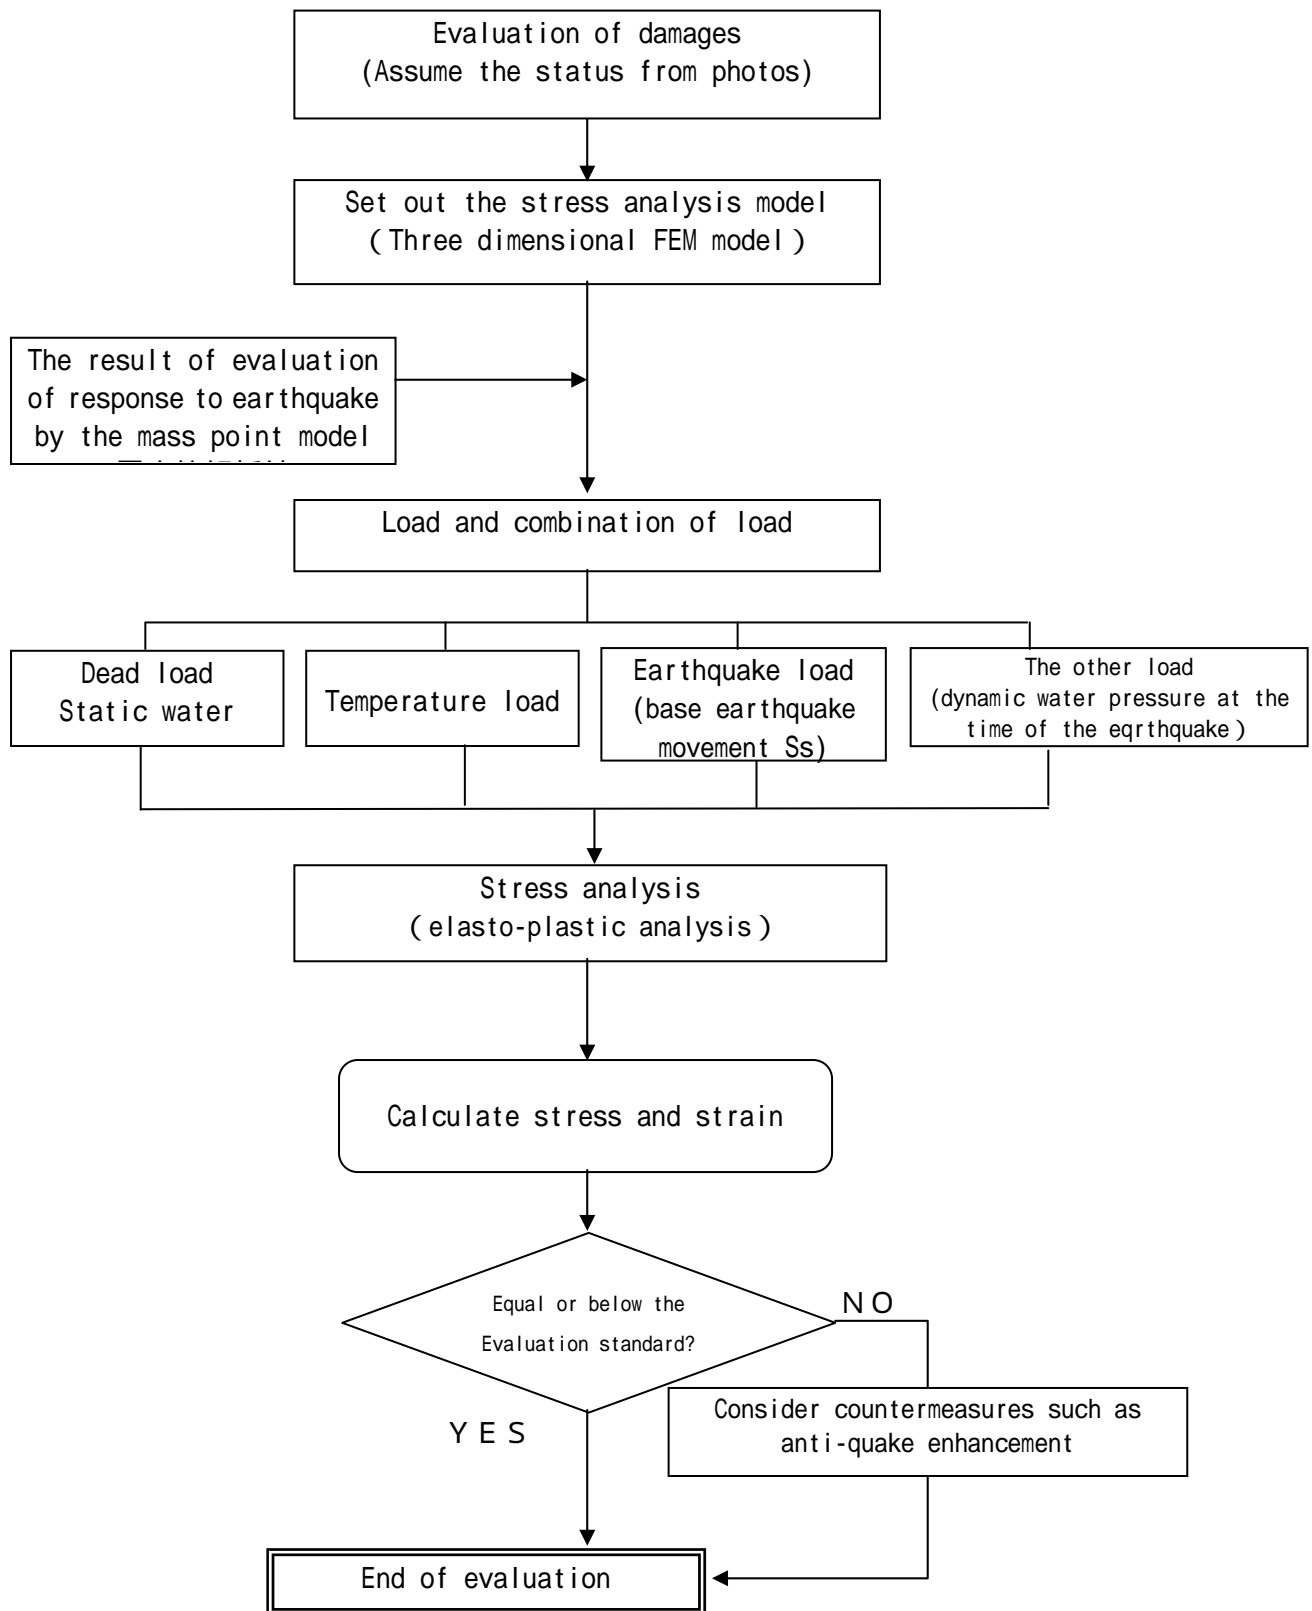 Evaluation of damages
(Assume the status from photos)
Set out the stress analysis model
(Three dimensional FEM model)
The result of evaluation
of response to earthquake
by the mass point model
Load and combination of load
Dead load
Static water
Temperature load
Earthquake load
(base earthquake
movement Ss)
The other load
(dynamic water pressure at the
time of the eqrthquake)
Stress analysis
(elasto-plastic analysis)
Calculate stress and strain
Equal or below the
Evaluation standard?
NO
YES
Consider countermeasures such as
anti-quake enhancement
End of evaluation